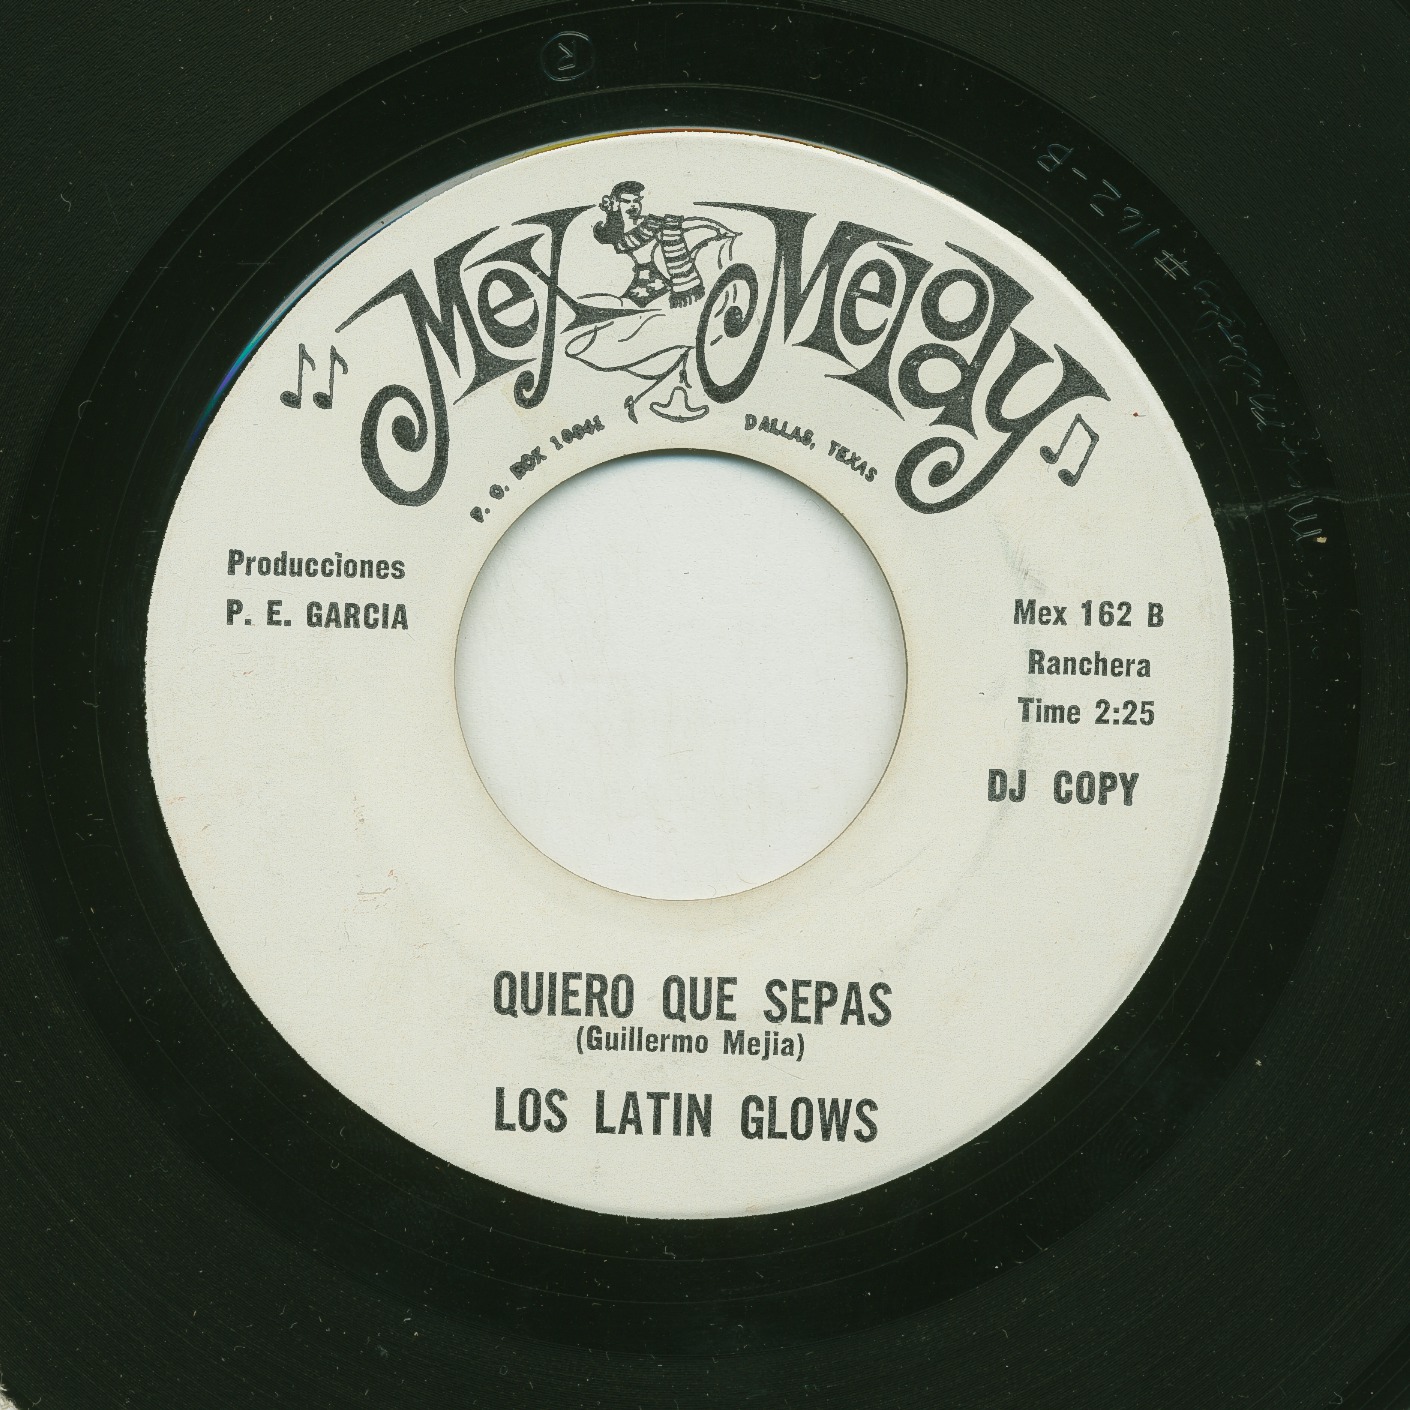 Mex Melody
DALLAS, TEXAS
Producciones
P. E. GARCIA
Mex 162 B
Ranchera
Time 2:25
DJ COPY
QUIERO QUE SEPAS
(Guillermo Mejia)
LOS LATIN GLOWS
R
# 162-B